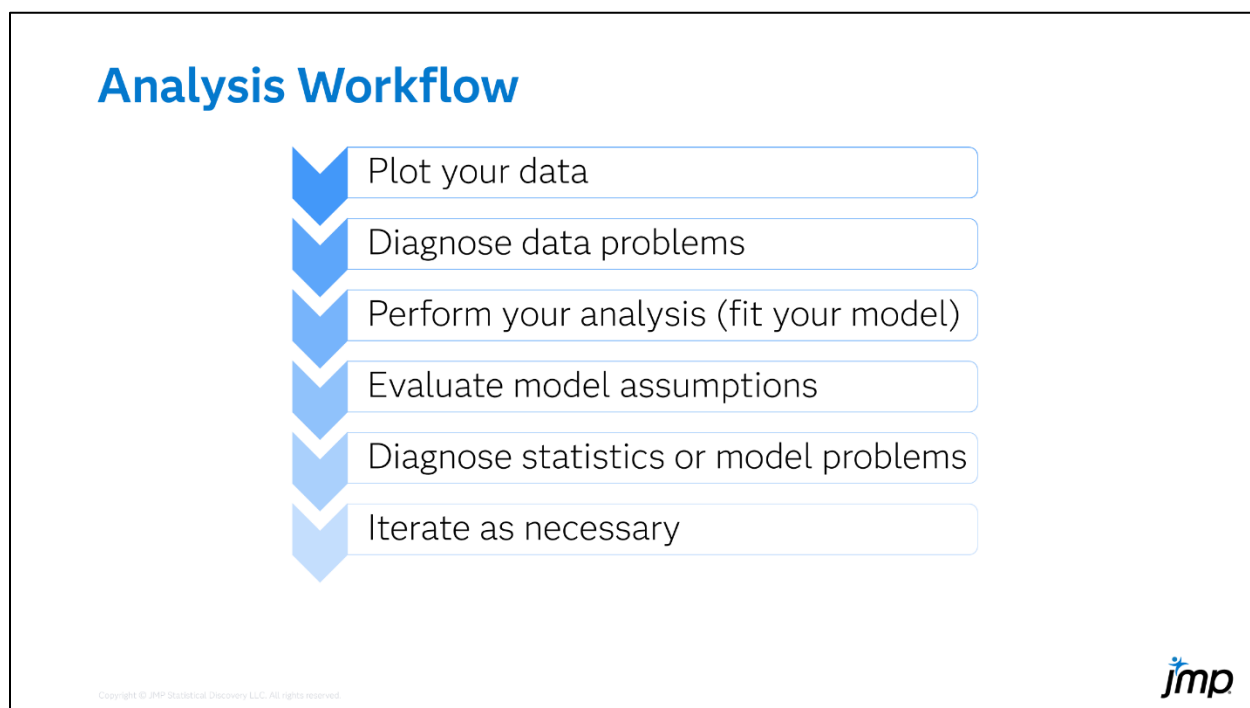 Analysis Workflow
Plot your data
Diagnose data problems
Perform your analysis (fit your model)
Evaluate model assumptions
Diagnose statistics or model problems
Iterate as necessary
Copyright © JMP Statistical Discovery LLC. All rights reserved.
jmp